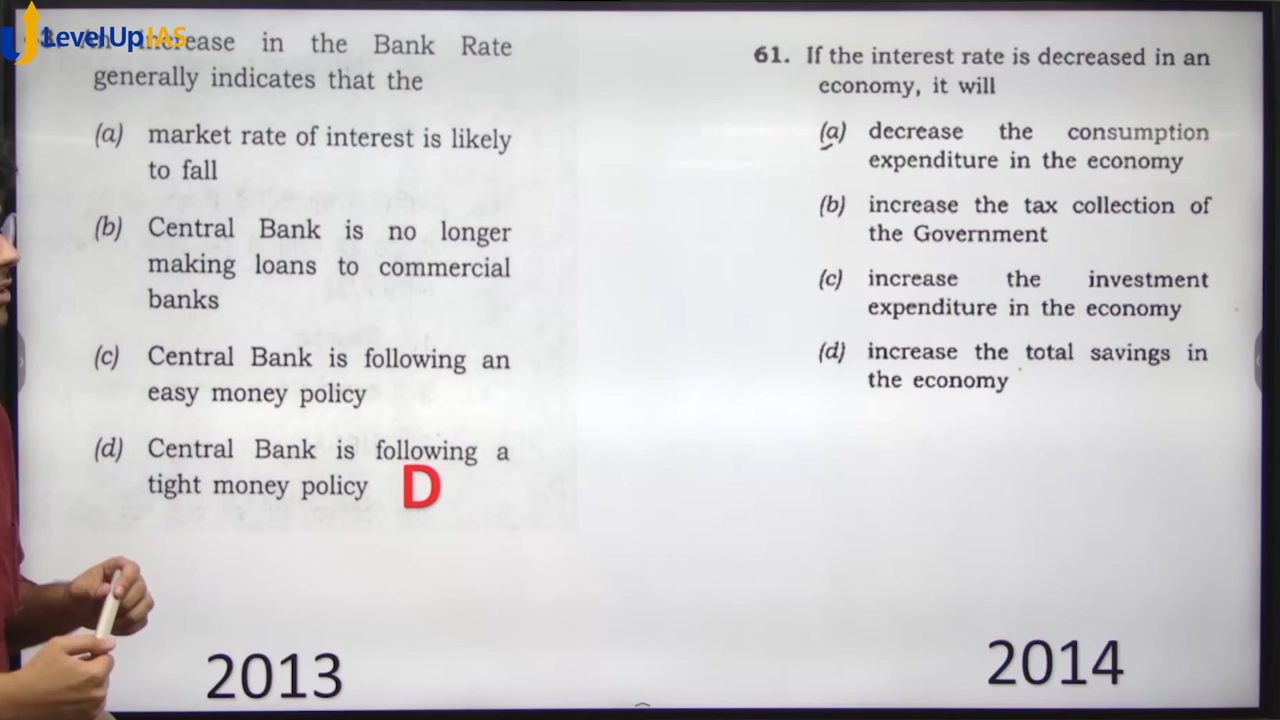 LevelUpIAS
An increase in the Bank Rate
generally indicates that the
(a) market rate of interest is likely
to fall
(b) Central Bank is no longer
making loans to commercial
banks
(c) Central Bank is following an
easy money policy
(d) Central Bank is following a
tight money policy D
2013
61. If the interest rate is decreased in an
economy, it will
(a) decrease the consumption
expenditure in the economy
(b) increase the tax collection of
the Government
(c) increase the investment
expenditure in the economy
(d) increase the total savings in
the economy
2014